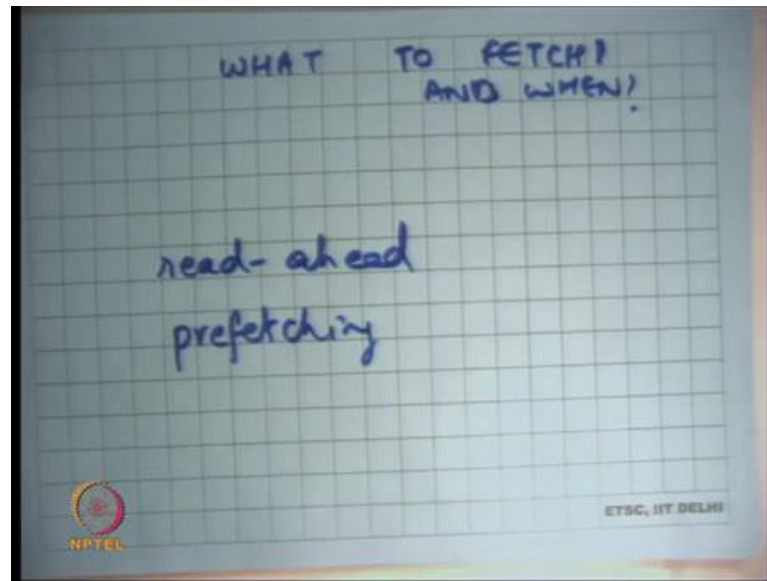 WHAT TO FETCH?
AND WHEN?
read-ahead
prefetching
ETSC, IIT DELHI
NPTEL